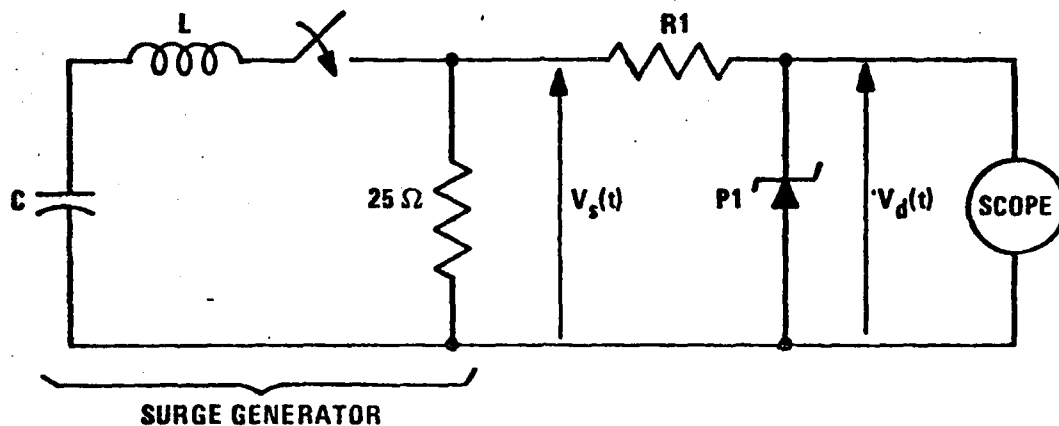 L
R1
C
25 Ω
Vs(t)
P1
Vd(t)
SCOPE
SURGE GENERATOR